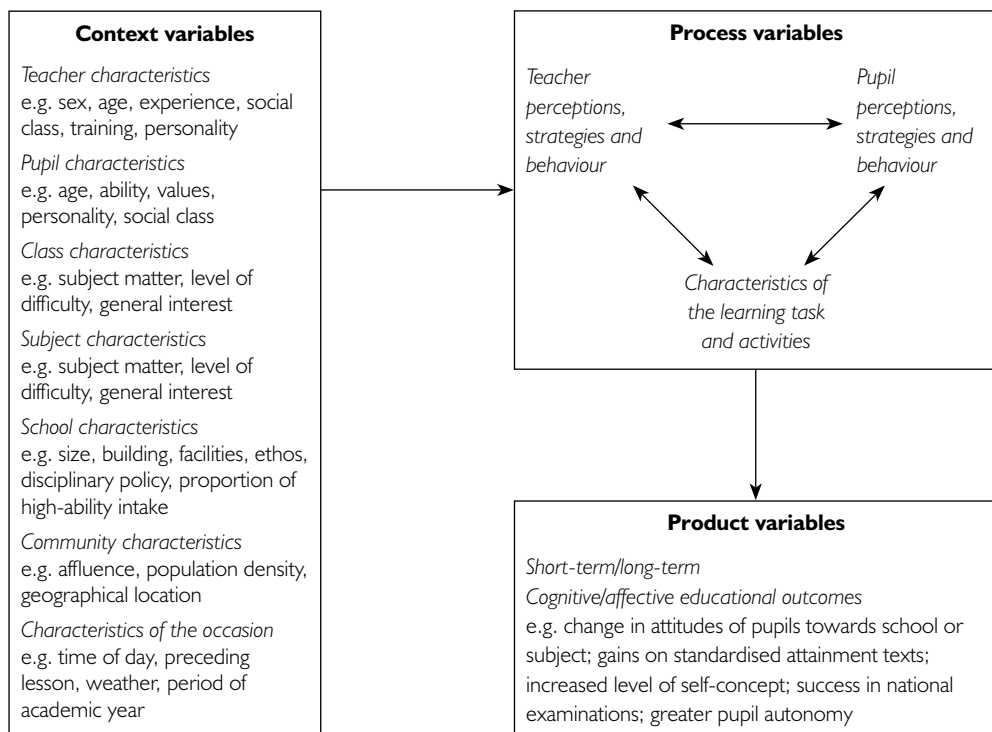 Context variables
Teacher characteristics
e.g. sex, age, experience, social
class, training, personality
Pupil characteristics
e.g. age, ability, values,
personality, social class
Class characteristics
e.g. subject matter, level of
difficulty, general interest
Subject characteristics
e.g. subject matter, level of
difficulty, general interest
School characteristics
e.g. size, building, facilities, ethos,
disciplinary policy, proportion of
high-ability intake
Community characteristics
e.g. affluence, population density,
geographical location
Characteristics of the occasion
e.g. time of day, preceding
lesson, weather, period of
academic year
Process variables
Teacher
perceptions,
strategies and
behaviour
Pupil
perceptions,
strategies and
behaviour
Characteristics of
the learning task
and activities
Product variables
Short-term/long-term
Cognitive/affective educational outcomes
e.g. change in attitudes of pupils towards school or
subject; gains on standardised attainment texts;
increased level of self-concept; success in national
examinations; greater pupil autonomy